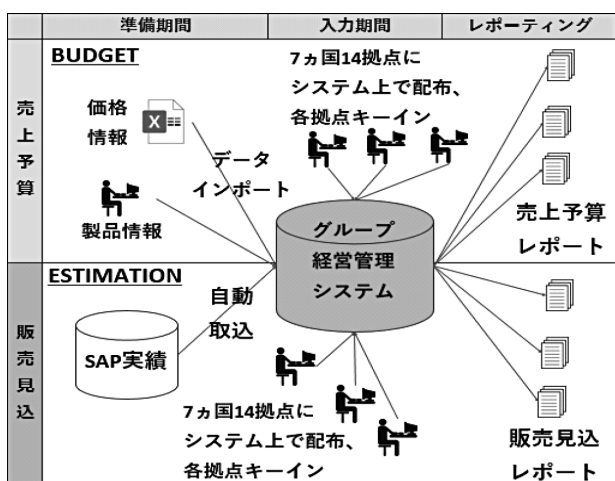 準備期間
入力期間
レポーティング
売上予算
BUDGET
価格
情報
X
データ
インポート
製品情報
7ヵ国14拠点に
システム上で配布、
各拠点キーイン
グループ
経営管理
システム
売上予算
レポート
販売見込
ESTIMATION
自動
取込
SAP実績
7ヵ国14拠点に
システム上で配布、
各拠点キーイン
販売見込
レポート